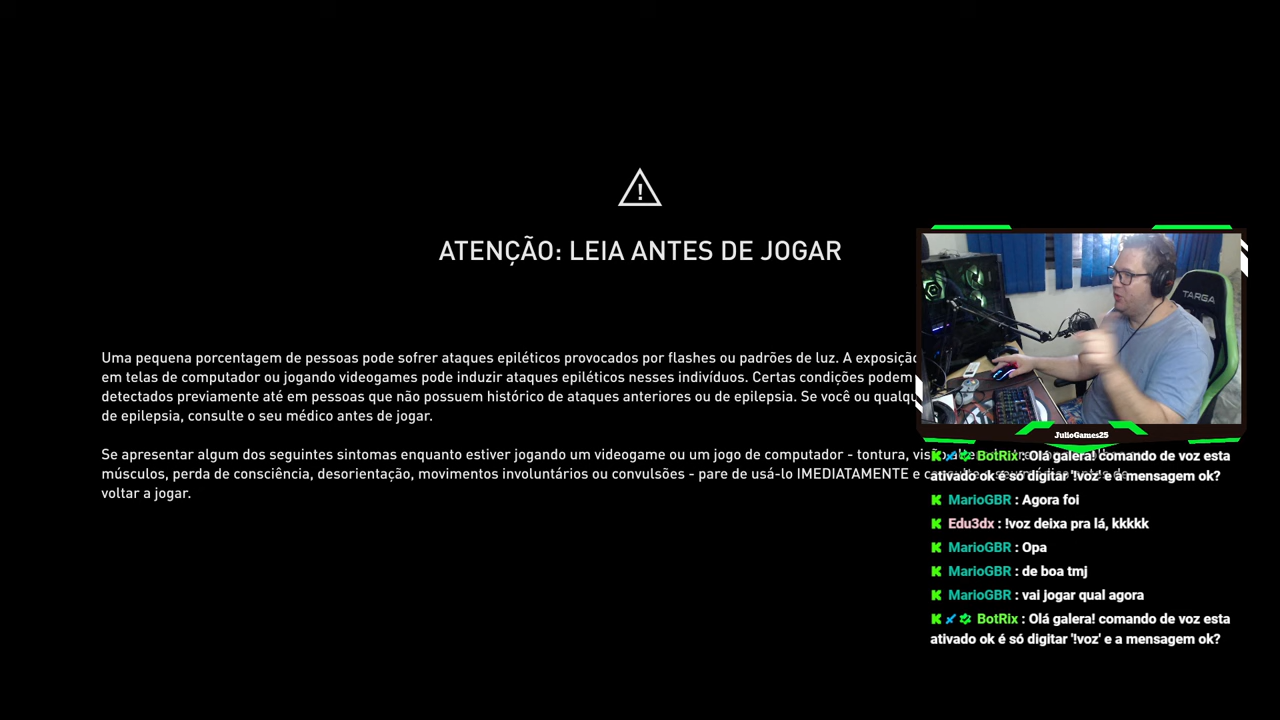 !
ATENÇÃO: LEIA ANTES DE JOGAR
Uma pequena porcentagem de pessoas pode sofrer ataques epiléticos provocados por flashes ou padrões de luz. A exposição
em telas de computador ou jogando videogames pode induzir ataques epiléticos nesses indivíduos. Certas condições podem
detectados previamente até em pessoas que não possuem histórico de ataques anteriores ou de epilepsia. Se você ou
de epilepsia, consulte o seu médico antes de jogar.
Se apresentar algum dos seguintes sintomas enquanto estiver jogando um videogame ou um jogo de computador - tontura,
músculos, perda de consciência, desorientação, movimentos involuntários ou convulsões - pare de usá-lo IMEDIATAMENTE e
voltar a jogar.
TARGA
JulioGames25
BotRix : Olá galera! comando de voz esta
ativado ok é só digitar '!voz' e a mensagem ok?
MarioGBR : Agora foi
Edu3dx : !voz deixa pra lá, kkkkk
MarioGBR : Opa
MarioGBR : de boa tmj
MarioGBR : vai jogar qual agora
BotRix : Olá galera! comando de voz esta
ativado ok é só digitar '!voz' e a mensagem ok?